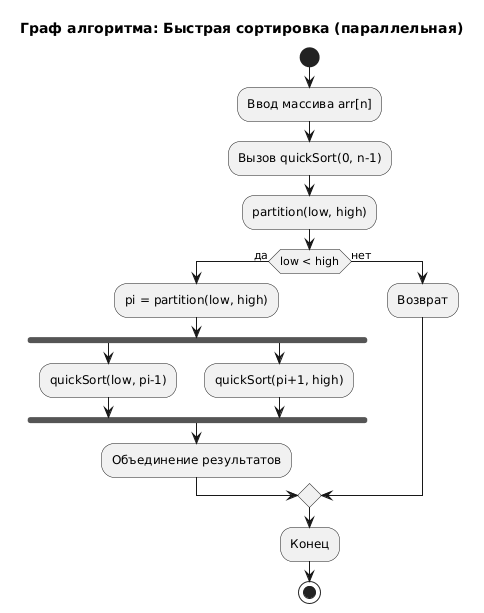 Граф алгоритма: Быстрая сортировка (параллельная)
Ввод массива arr[n]
Вызов quickSort(0, n-1)
partition(low, high)
да
low < high
нет
pi = partition(low, high)
Возврат
quickSort(low, pi-1)
quickSort(pi+1, high)
Объединение результатов
Конец